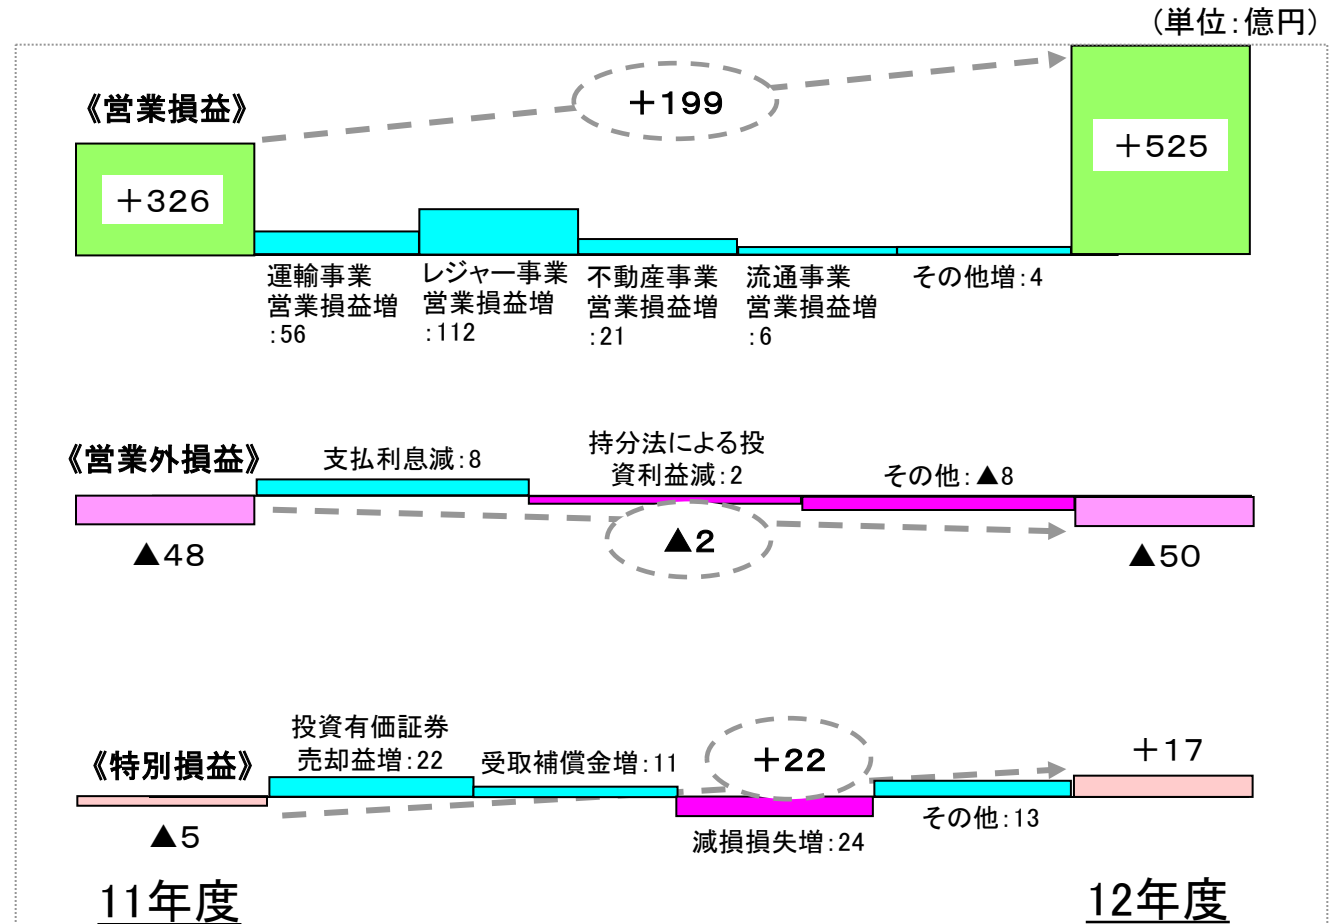 (単位:億円)
《営業損益》
+199
+326
+525
運輸事業
営業損益増
:56
レジャー事業
営業損益増
:112
不動産事業
営業損益増
:21
流通事業
営業損益増
:6
その他増:4
《営業外損益》
支払利息減:8
持分法による投
資利益減:2
その他:▲8
▲48
▲2
▲50
《特別損益》
投資有価証券
売却益増:22
受取補償金増:11
+22
+17
▲5
減損損失増:24
その他:13
11年度
12年度